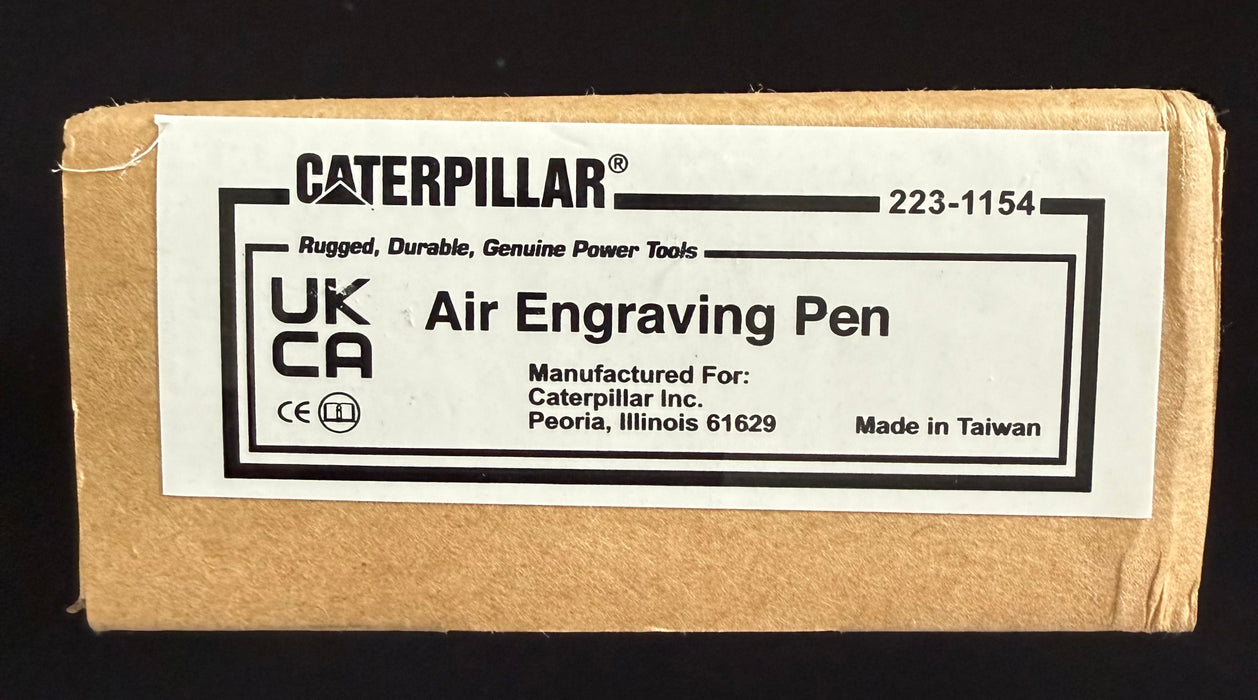 CATERPILLAR®
223-1154
Rugged, Durable, Genuine Power Tools
UK
CA
Air Engraving Pen
CE
Manufactured For:
Caterpillar Inc.
Peoria, Illinois 61629
Made in Taiwan